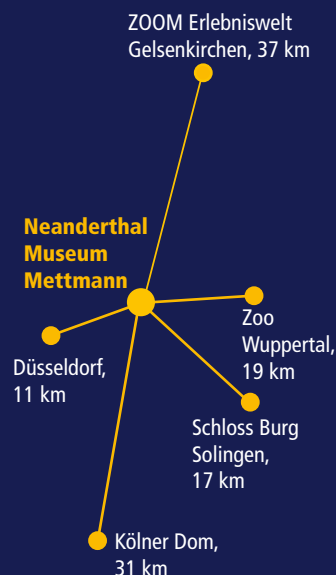 ZOOM Erlebniswelt
Gelsenkirchen, 37 km
Neanderthal
Museum
Mettmann
Zoo
Wuppertal,
19 km
Düsseldorf,
11 km
Schloss Burg
Solingen,
17 km
Kölner Dom,
31 km